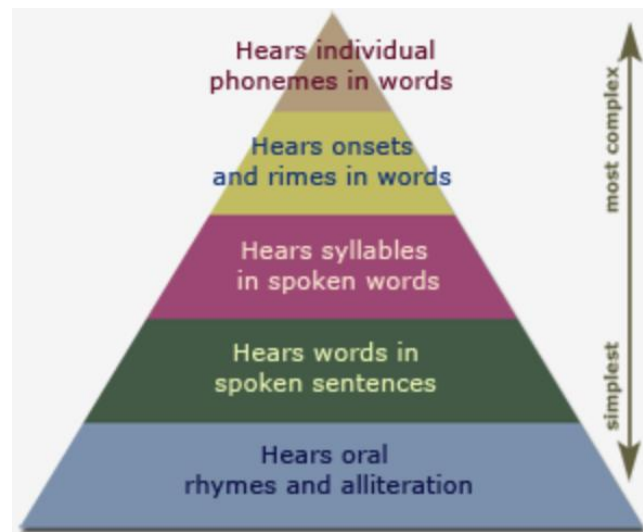 Hears individual
phonemes in words
Hears onsets
and rimes in words
Hears syllables
in spoken words
Hears words in
spoken sentences
Hears oral
rhymes and alliteration
most complex
simplest